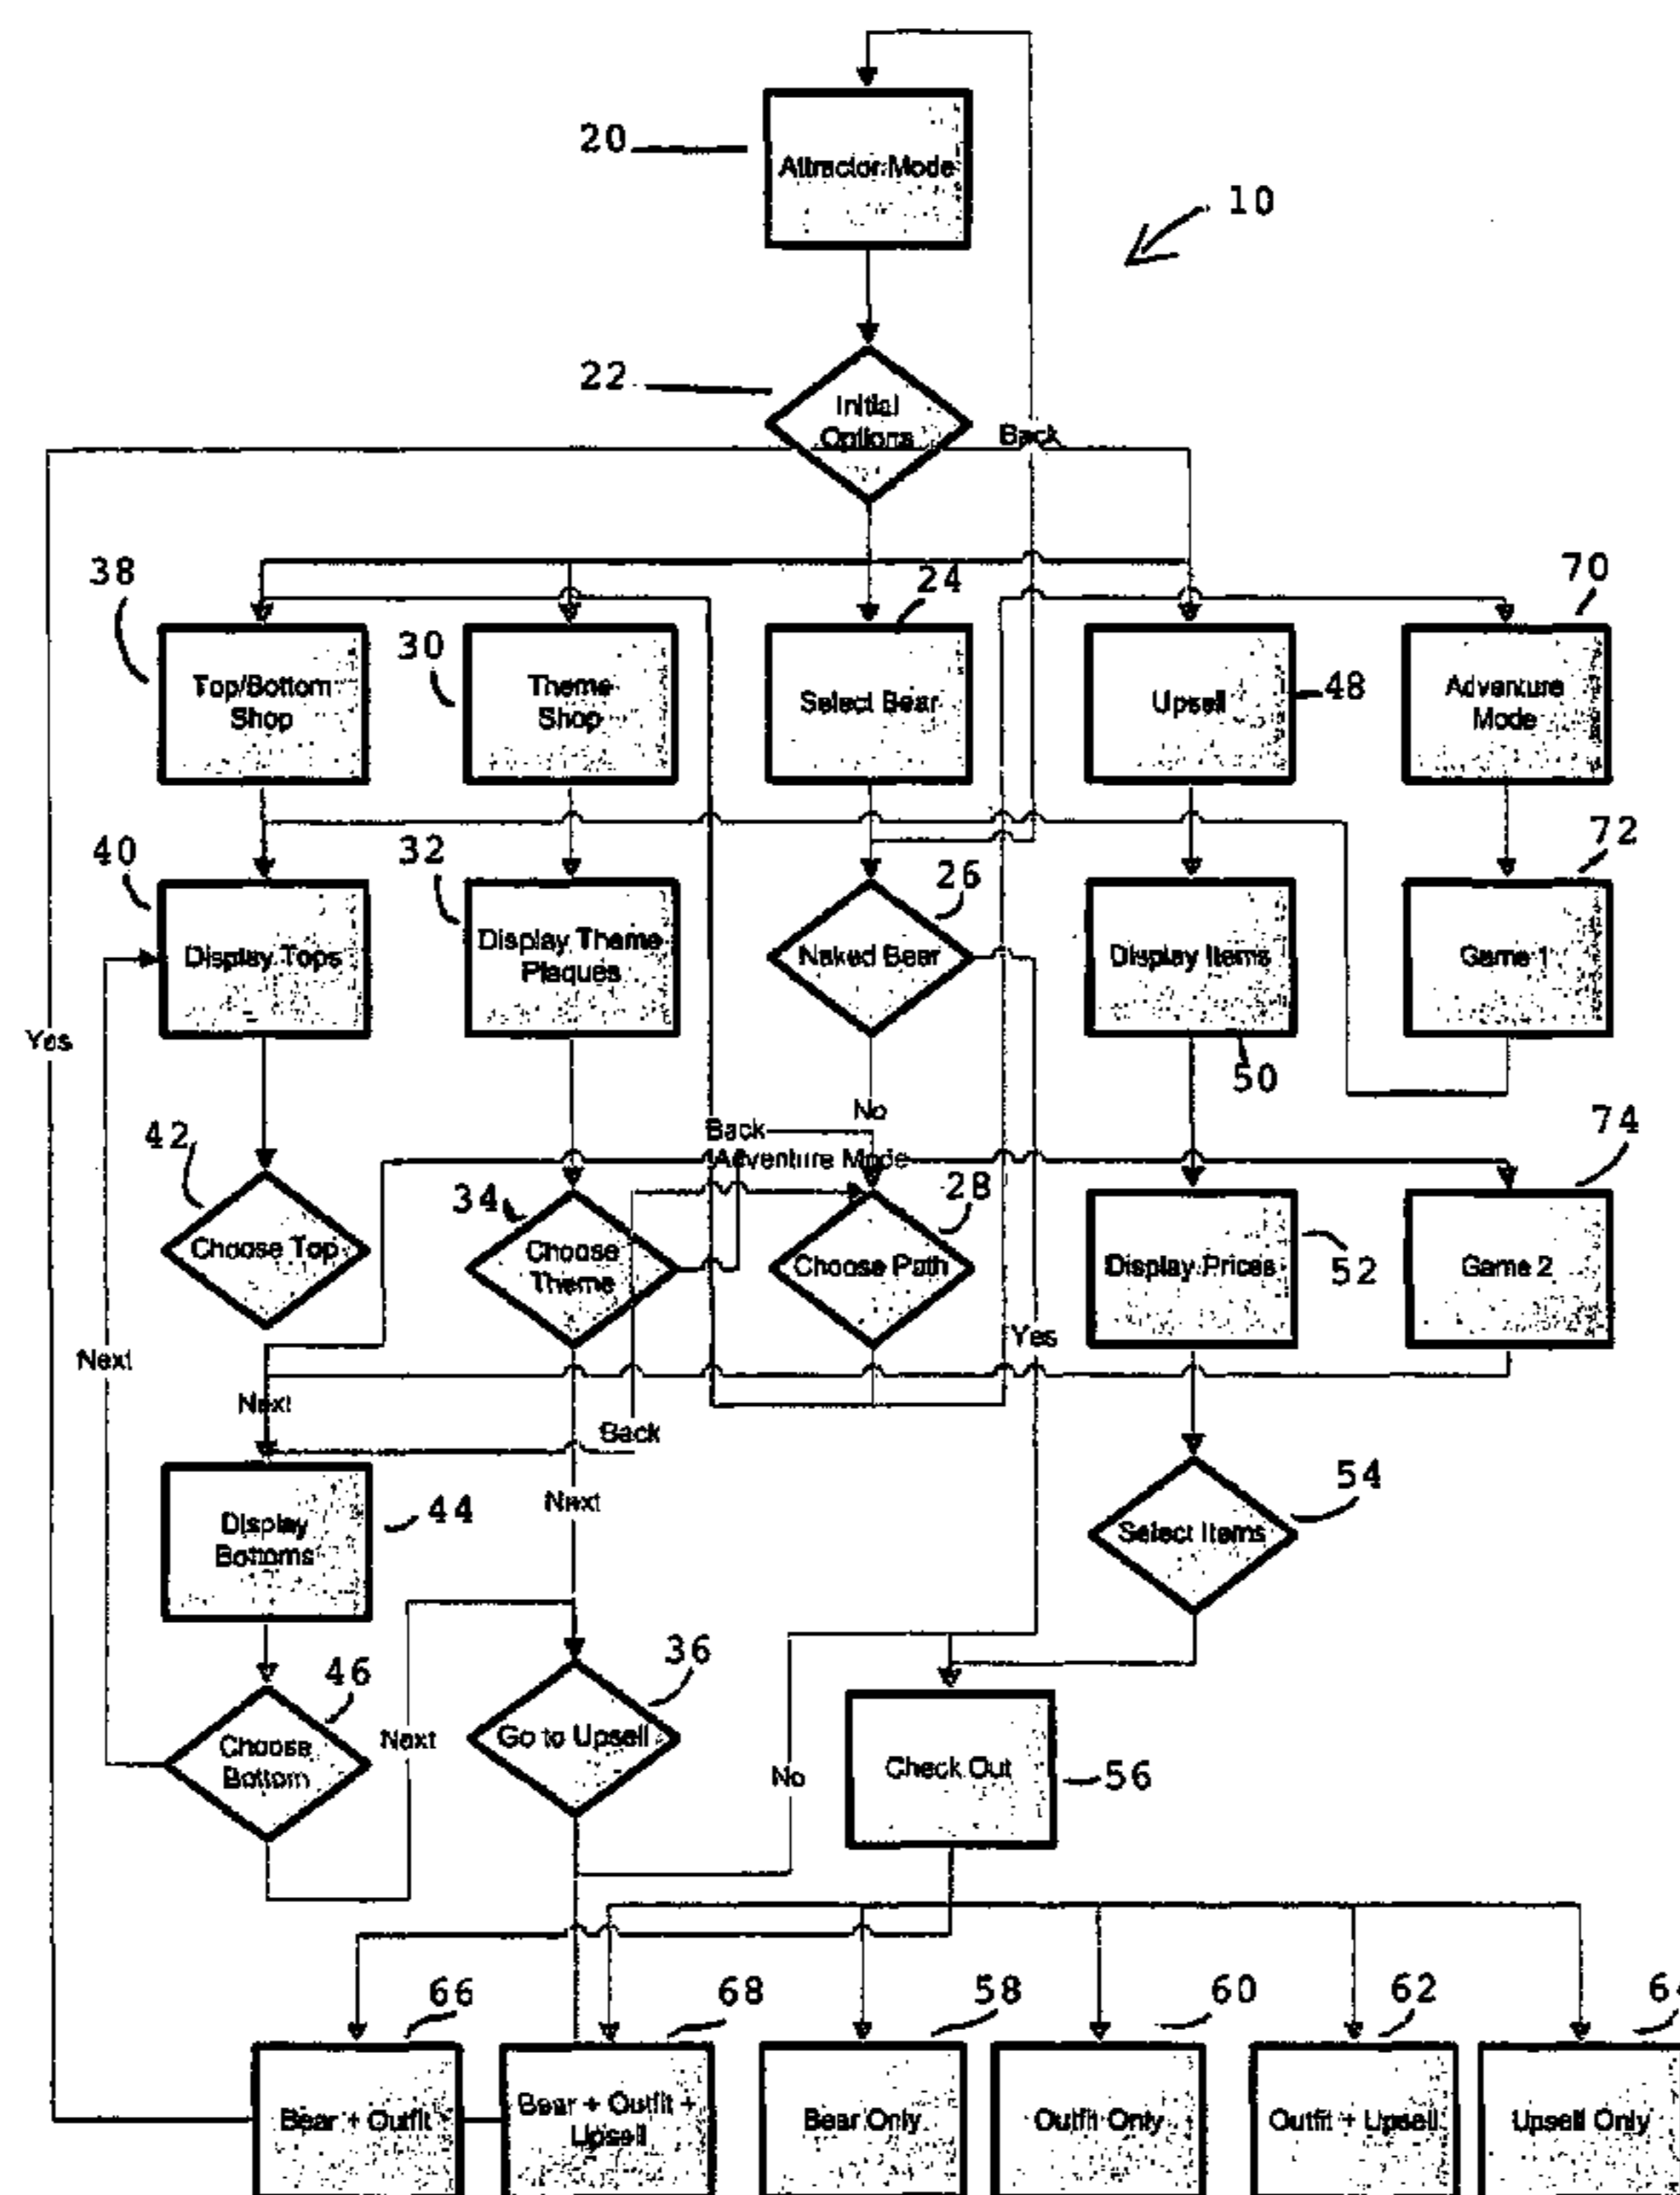 20
Attractor Mode
10
22
Initial
Options
Back
38
30
24
70
Top/Bottom
Shop
Theme
Shop
Select Bear
Upsell
48
Adventure
Mode
40
32
26
72
Display Tops
Display Theme
Plaques
Naked Bear
Display Items
Game 1
Yes
50
No
42
Back
Adventure Mode
74
34
28
Choose Top
Choose
Theme
Choose Path
Display Prices
52
Game 2
Next
Yes
Next
Back
Next
44
54
Display
Bottoms
Select Items
46
36
Choose
Bottom
Next
Go to Upsell
No
Check Out
56
66
68
58
60
62
Bear + Outfit
Bear + Outfit +
Upsell
Bear Only
Outfit Only
Outfit + Upsell
Upsell Only